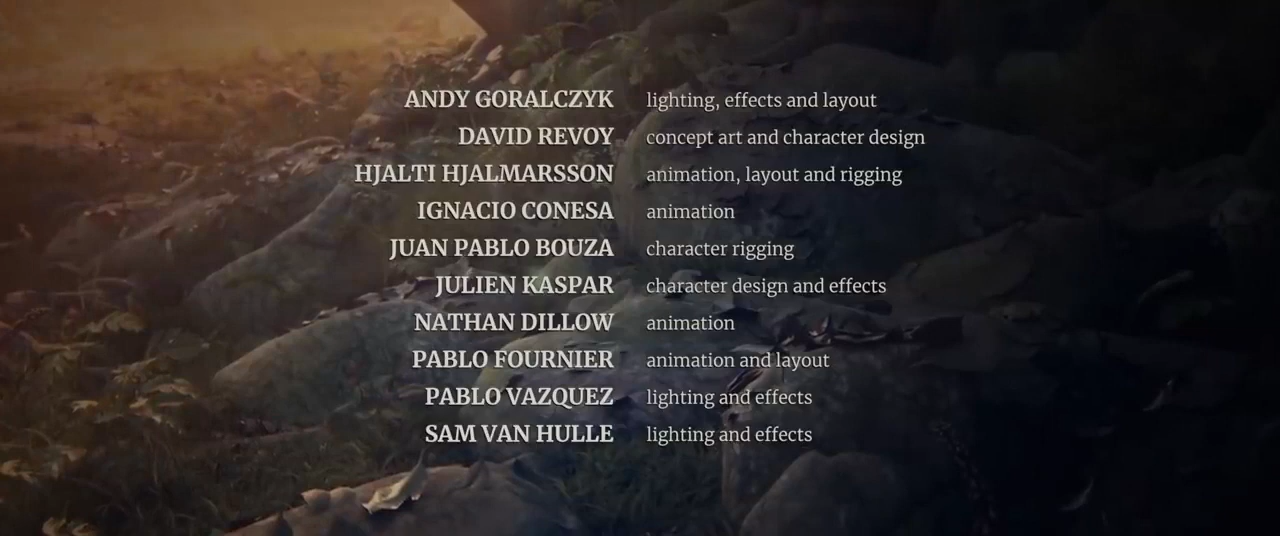 ANDY GORALCZYK lighting, effects and layout
DAVID REVOY concept art and character design
HJALTI HJALMARSSON animation, layout and rigging
IGNACIO CONESA animation
JUAN PABLO BOUZA character rigging
JULIEN KASPAR character design and effects
NATHAN DILLOW animation
PABLO FOURNIER animation and layout
PABLO VAZQUEZ lighting and effects
SAM VAN HULLE lighting and effects